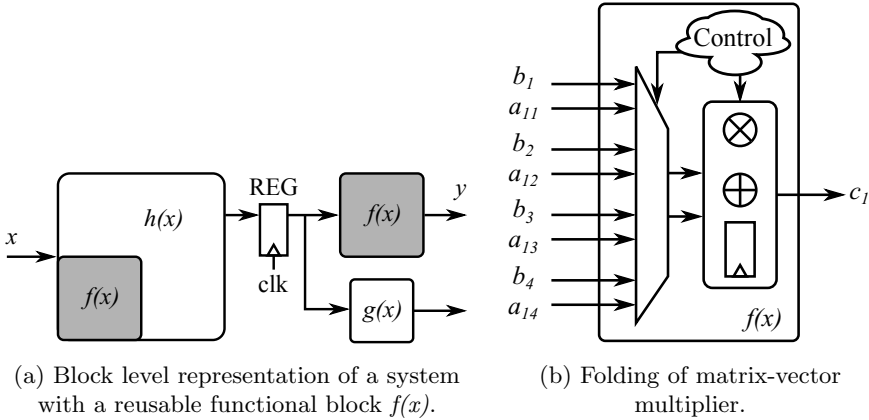 x
h(x)
f(x)
REG
clk
f(x)
y
g(x)
(a) Block level representation of a system
with a reusable functional block f(x).
Control
b1
a11
b2
a12
b3
a13
b4
a14
c1
f(x)
(b) Folding of matrix-vector
multiplier.